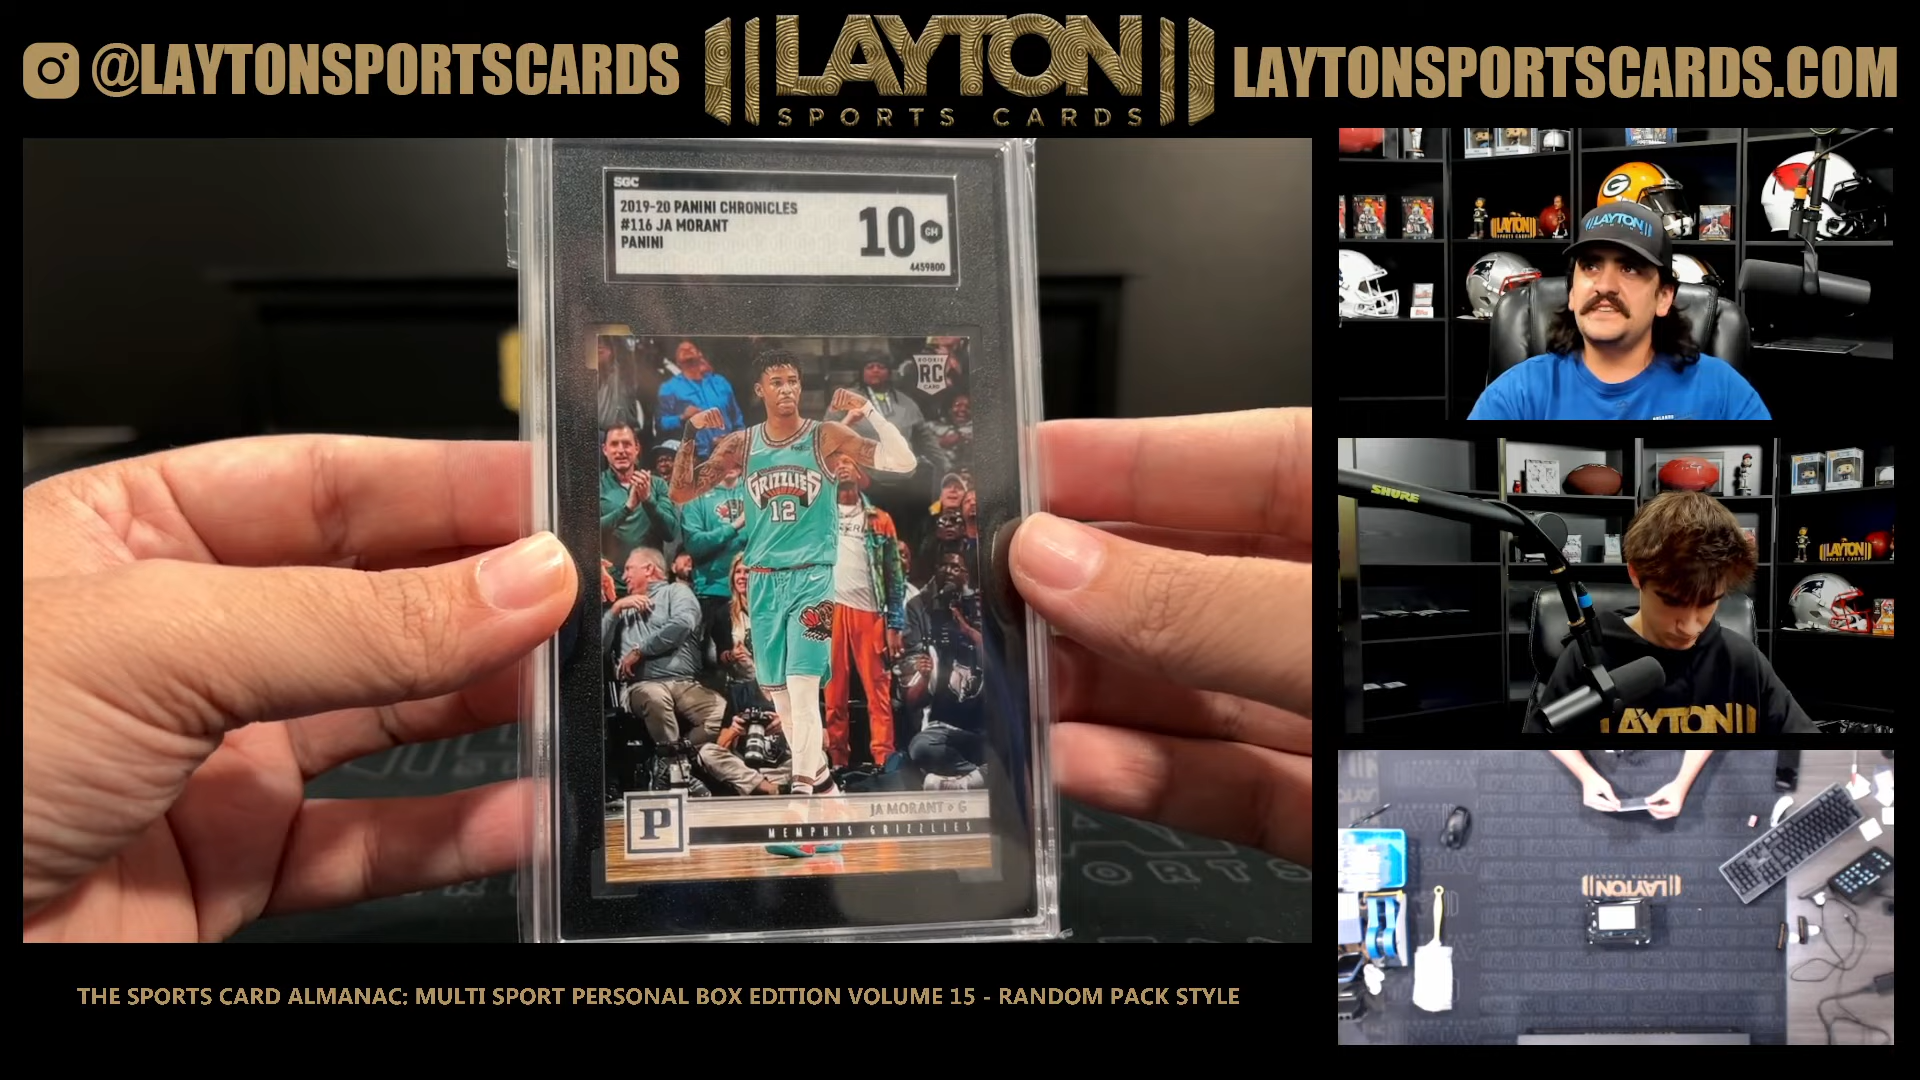 @LAYTONSPORTSCARDS
LAYTON
SPORTS CARDS
LAYTONSPORTSCARDS.COM
SGC
2019-20 PANINI CHRONICLES
#116 JA MORANT
PANINI
10
GM
4459800
ROOKIE
RC
CARD
GRIZZLIES
12
P
JA MORANT • G
MEMPHIS GRIZZLIES
ORTS
LAYTON
LAYTON
G
SHURE
LAYTON
LAYTON
LAYTON
THE SPORTS CARD ALMANAC: MULTI SPORT PERSONAL BOX EDITION VOLUME 15 - RANDOM PACK STYLE